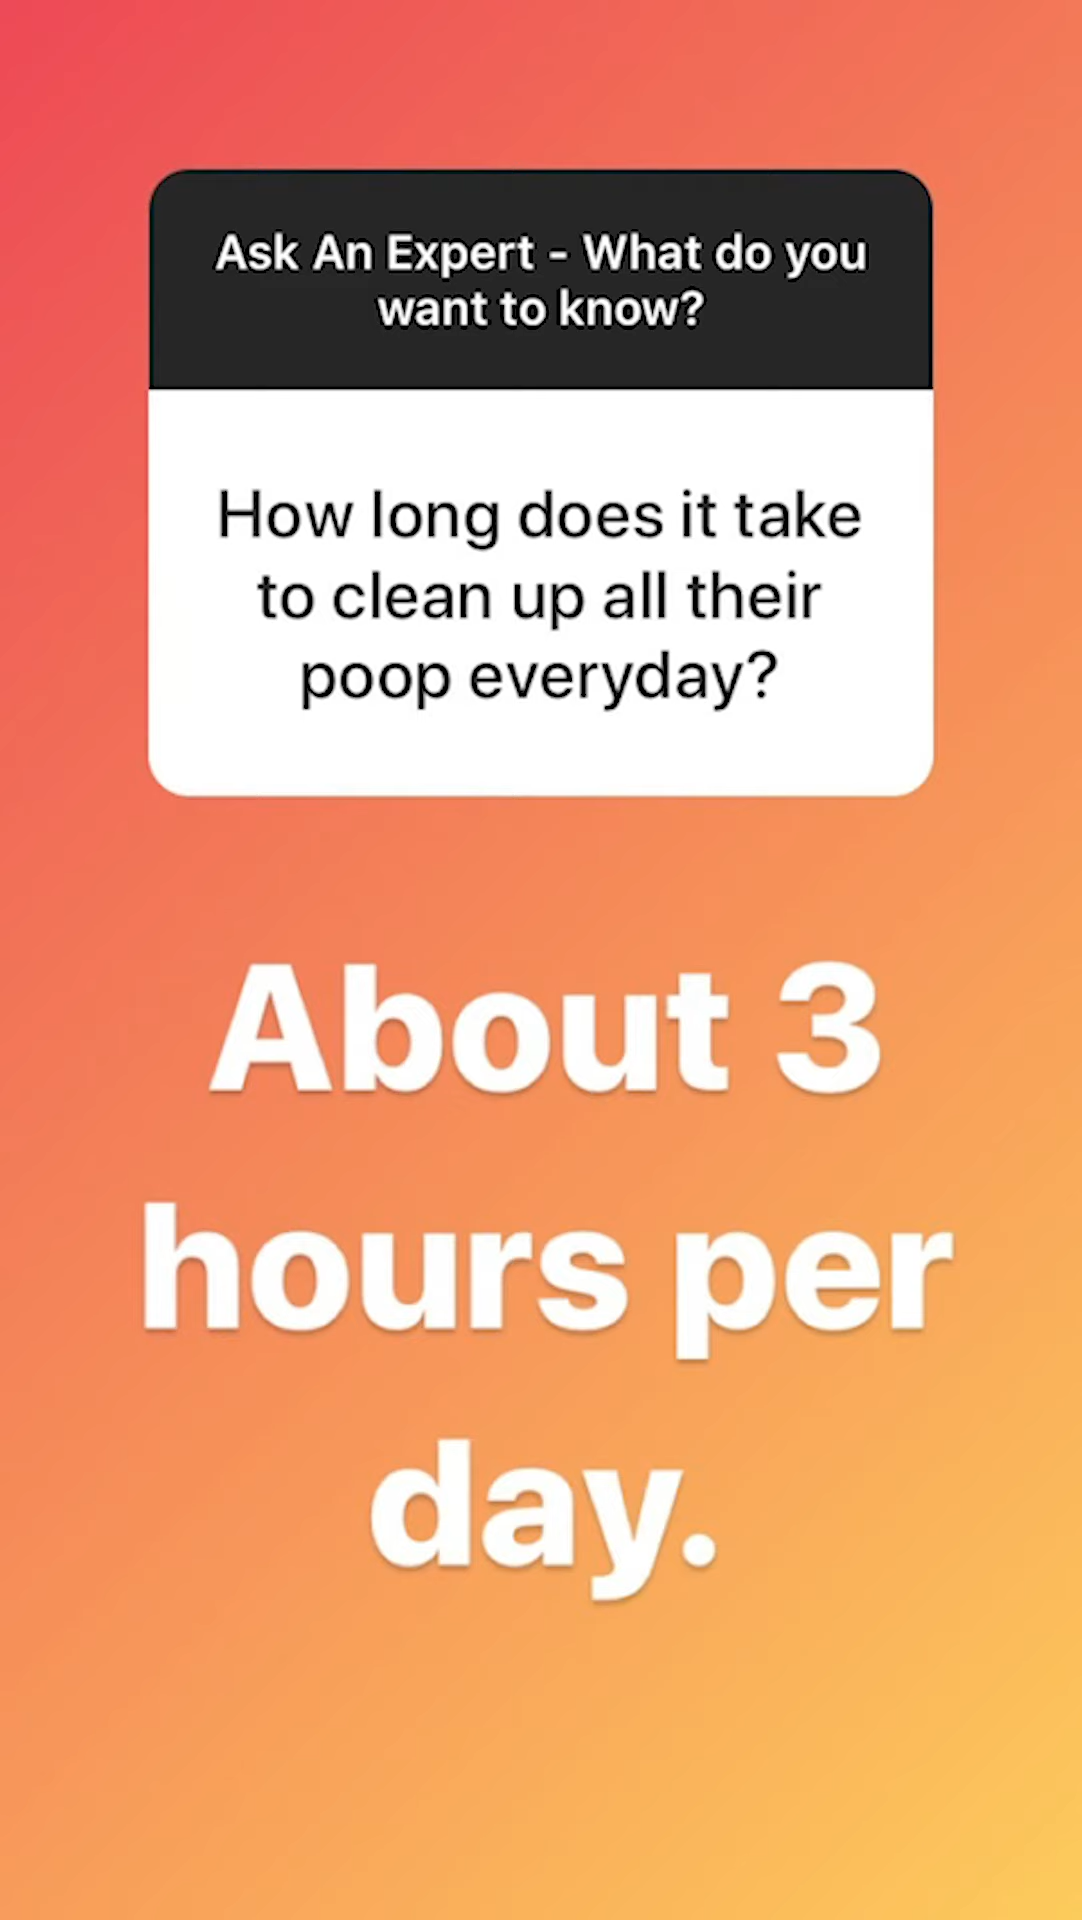 Ask An Expert - What do you
want to know?
How long does it take
to clean up all their
poop everyday?
About 3
hours per
day.